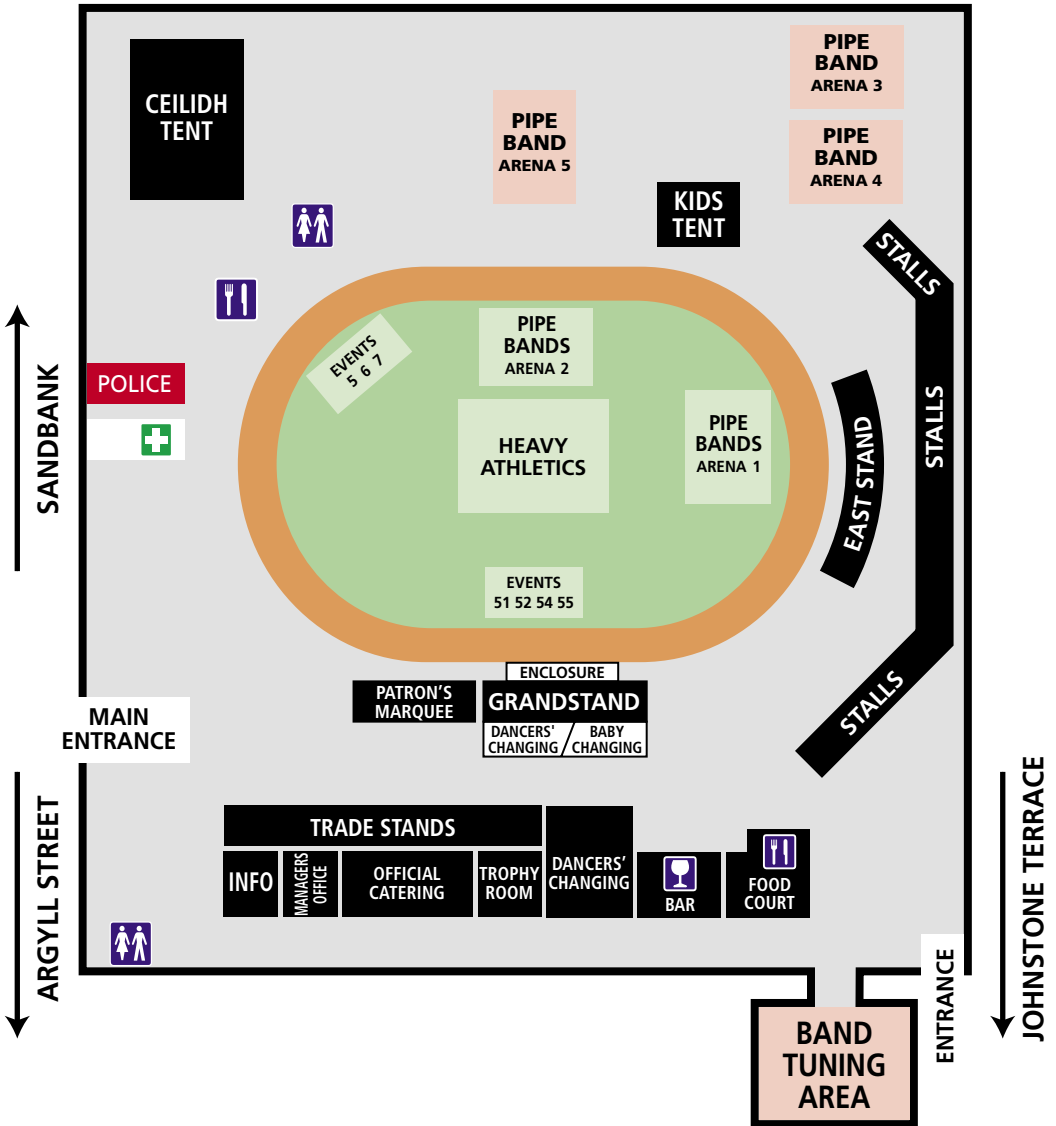 CEILIDH
TENT
PIPE
BAND
ARENA 5
PIPE
BAND
ARENA 3
PIPE
BAND
ARENA 4
KIDS
TENT
STALLS
STALLS
STALLS
EAST STAND
SANDBANK
POLICE
EVENTS
5 6 7
PIPE
BANDS
ARENA 2
HEAVY
ATHLETICS
PIPE
BANDS
ARENA 1
EVENTS
51 52 54 55
ENCLOSURE
PATRON'S
MARQUEE
GRANDSTAND
DANCERS'
CHANGING
BABY
CHANGING
MAIN
ENTRANCE
ARGYLL STREET
TRADE STANDS
INFO
MANAGERS
OFFICE
OFFICIAL
CATERING
TROPHY
ROOM
DANCERS'
CHANGING
BAR
FOOD
COURT
ENTRANCE
JOHNSTONE TERRACE
BAND
TUNING
AREA